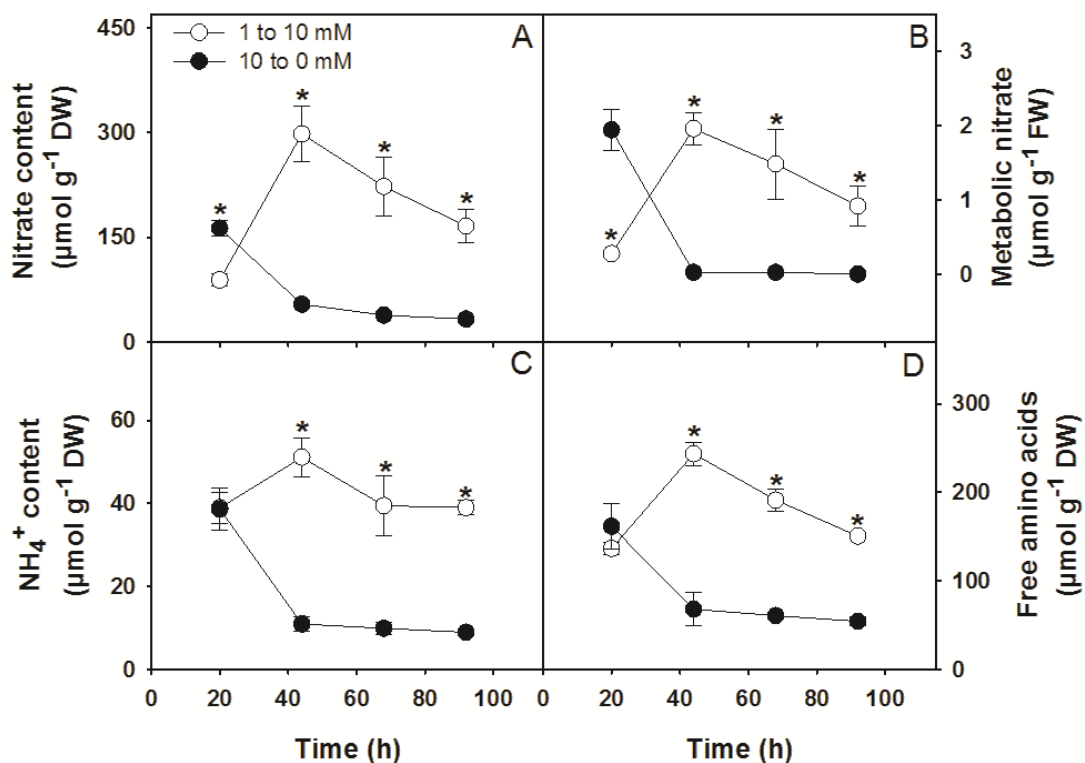 A
1 to 10 mM
10 to 0 mM
450
300
150
0
Nitrate content
(µmol g⁻¹ DW)
* * * *
B
3
2
1
0
Metabolic nitrate
(µmol g⁻¹ FW)
* * * *
C
60
40
20
0
NH₄⁺ content
(µmol g⁻¹ DW)
* * *
D
300
200
100
0
Free amino acids
(µmol g⁻¹ DW)
* * *
0 20 40 60 80 100
0 20 40 60 80 100
Time (h)
Time (h)